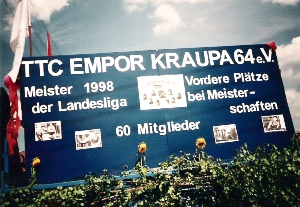 TTC EMPOR KRAUPA 64 e.V.
Meister 1998
der Landesliga
Vordere Plätze
bei Meister-
schaften
60 Mitglieder